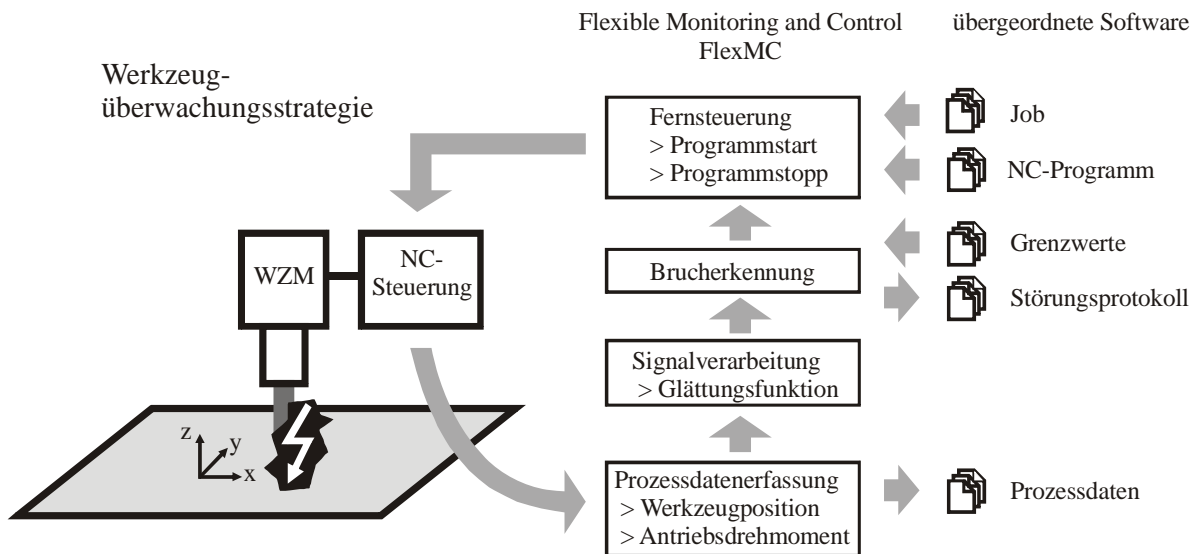 Flexible Monitoring and Control
FlexMC
übergeordnete Software
Werkzeug-
überwachungsstrategie
Fernsteuerung
> Programmstart
> Programmstopp
Job
NC-Programm
WZM
NC-
Steuerung
Brucherkennung
Grenzwerte
Störungsprotokoll
Signalverarbeitung
> Glättungsfunktion
z
y
x
Prozessdatenerfassung
> Werkzeugposition
> Antriebsdrehmoment
Prozessdaten